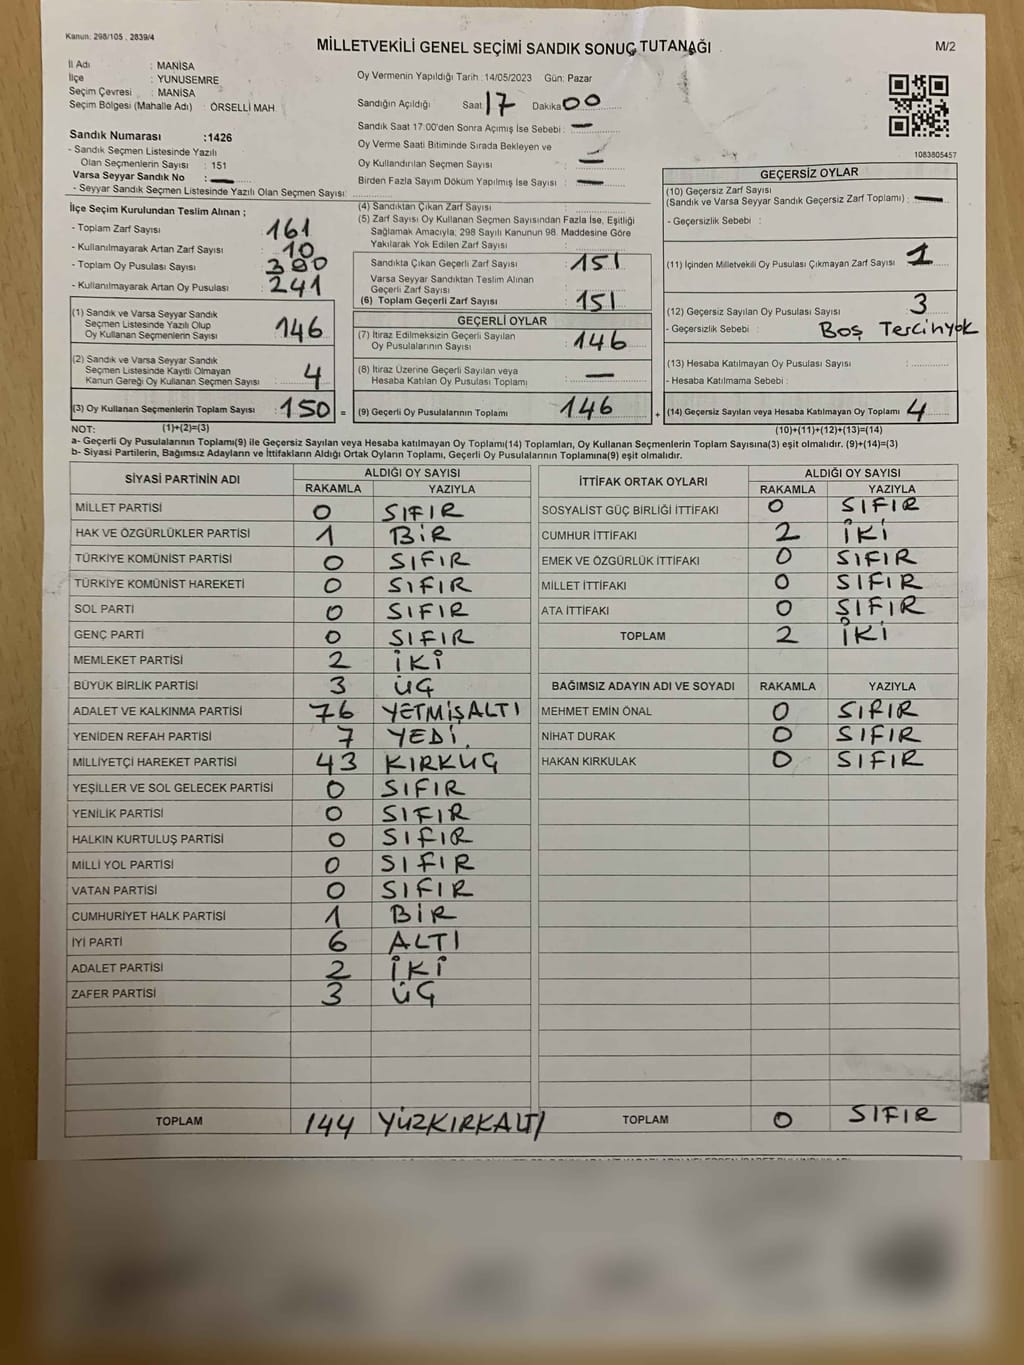 Kanun: 298/105 , 2839/4
MİLLETVEKİLİ GENEL SEÇİMİ SANDIK SONUÇ TUTANAĞI
M/2
İl Adı : MANİSA
İlçe : YUNUSEMRE
Seçim Çevresi : MANİSA
Seçim Bölgesi (Mahalle Adı) : ÖRSELLİ MAH.
Sandık Numarası :1426
- Sandık Seçmen Listesinde Yazılı
Olan Seçmenlerin Sayısı : 151
Varsa Seyyar Sandık No : —
- Seyyar Sandık Seçmen Listesinde Yazılı Olan Seçmen Sayısı:
Oy Vermenin Yapıldığı Tarih :14/05/2023 Gün: Pazar
Sandığın Açıldığı Saat 17 Dakika 00
Sandık Saat 17:00'den Sonra Açımış İse Sebebi : —
Oy Verme Saati Bitiminde Sırada Bekleyen ve
Oy Kullandırılan Seçmen Sayısı : —
Birden Fazla Sayım Döküm Yapılmış İse Sayısı : —
1083805457
İlçe Seçim Kurulundan Teslim Alınan ;
- Toplam Zarf Sayısı : 161
- Kullanılmayarak Artan Zarf Sayısı : 10
- Toplam Oy Pusulası Sayısı : 380
- Kullanılmayarak Artan Oy Pusulası : 241
(1) Sandık ve Varsa Seyyar Sandık
Seçmen Listesinde Yazılı Olup
Oy Kullanan Seçmenlerin Sayısı : 146
(2) Sandık ve Varsa Seyyar Sandık
Seçmen Listesinde Kayıtlı Olmayan
Kanun Gereği Oy Kullanan Seçmen Sayısı : 4
(3) Oy Kullanan Seçmenlerin Toplam Sayısı : 150 =
(4) Sandıktan Çıkan Zarf Sayısı :
(5) Zarf Sayısı Oy Kullanan Seçmen Sayısından Fazla İse, Eşitliği
Sağlamak Amacıyla; 298 Sayılı Kanunun 98. Maddesine Göre
Yakılarak Yok Edilen Zarf Sayısı :
Sandıkta Çıkan Geçerli Zarf Sayısı : 151
Varsa Seyyar Sandıktan Teslim Alınan
Geçerli Zarf Sayısı :
(6) Toplam Geçerli Zarf Sayısı : 151
GEÇERLİ OYLAR
(7) İtiraz Edilmeksizin Geçerli Sayılan
Oy Pusulalarının Sayısı : 146
(8) İtiraz Üzerine Geçerli Sayılan veya
Hesaba Katılan Oy Pusulası Toplamı : —
(9) Geçerli Oy Pusulalarının Toplamı 146 +
GEÇERSİZ OYLAR
(10) Geçersiz Zarf Sayısı
(Sandık ve Varsa Seyyar Sandık Geçersiz Zarf Toplamı) : —
- Geçersizlik Sebebi :
(11) İçinden Milletvekili Oy Pusulası Çıkmayan Zarf Sayısı : 1
(12) Geçersiz Sayılan Oy Pusulası Sayısı : 3
- Geçersizlik Sebebi : Boş Tercinyok
(13) Hesaba Katılmayan Oy Pusulası Sayısı :
- Hesaba Katılmama Sebebi :
(14) Geçersiz Sayılan veya Hesaba Katılmayan Oy Toplamı : 4
NOT: (1)+(2)=(3)
(10)+(11)+(12)+(13)=(14)
a- Geçerli Oy Pusulalarının Toplamı(9) ile Geçersiz Sayılan veya Hesaba katılmayan Oy Toplamı(14) Toplamları, Oy Kullanan Seçmenlerin Toplam Sayısına(3) eşit olmalıdır. (9)+(14)=(3)
b- Siyasi Partilerin, Bağımsız Adayların ve İttifakların Aldığı Ortak Oyların Toplamı, Geçerli Oy Pusulalarının Toplamına(9) eşit olmalıdır.
SİYASİ PARTİNİN ADI ALDIĞI OY SAYISI
RAKAMLA YAZIYLA
MİLLET PARTİSİ 0 SIFIR
HAK VE ÖZGÜRLÜKLER PARTİSİ 1 BİR
TÜRKİYE KOMÜNİST PARTİSİ 0 SIFIR
TÜRKİYE KOMÜNİST HAREKETİ 0 SIFIR
SOL PARTİ 0 SIFIR
GENÇ PARTİ 0 SIFIR
MEMLEKET PARTİSİ 2 İKİ
BÜYÜK BİRLİK PARTİSİ 3 ÜÇ
ADALET VE KALKINMA PARTİSİ 76 YETMİŞALTI
YENİDEN REFAH PARTİSİ 7 YEDİ.
MİLLİYETÇİ HAREKET PARTİSİ 43 KIRKÜÇ
YEŞİLLER VE SOL GELECEK PARTİSİ 0 SIFIR
YENİLİK PARTİSİ 0 SIFIR
HALKIN KURTULUŞ PARTİSİ 0 SIFIR
MİLLİ YOL PARTİSİ 0 SIFIR
VATAN PARTİSİ 0 SIFIR
CUMHURİYET HALK PARTİSİ 1 BİR
İYİ PARTİ 6 ALTI
ADALET PARTİSİ 2 İKİ
ZAFER PARTİSİ 3 ÜÇ
TOPLAM 144 YÜZKIRKALTI
İTTİFAK ORTAK OYLARI ALDIĞI OY SAYISI
RAKAMLA YAZIYLA
SOSYALİST GÜÇ BİRLİĞİ İTTİFAKI 0 SIFIR
CUMHUR İTTİFAKI 2 İKİ
EMEK VE ÖZGÜRLÜK İTTİFAKI 0 SIFIR
MİLLET İTTİFAKI 0 SIFIR
ATA İTTİFAKI 0 SIFIR
TOPLAM 2 İKİ
BAĞIMSIZ ADAYIN ADI VE SOYADI RAKAMLA YAZIYLA
MEHMET EMİN ÖNAL 0 SIFIR
NİHAT DURAK 0 SIFIR
HAKAN KIRKULAK 0 SIFIR
TOPLAM 0 SIFIR